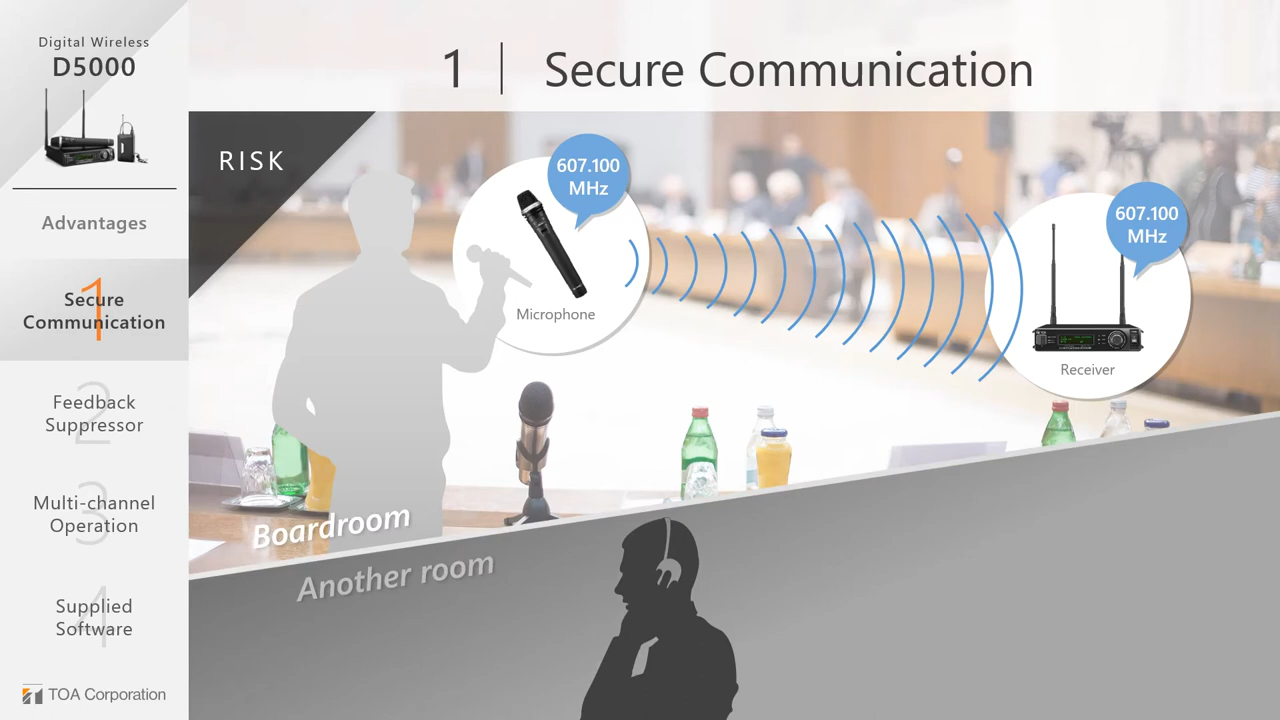 Digital Wireless
D5000
Advantages
1
Secure
Communication
2
Feedback
Suppressor
3
Multi-channel
Operation
4
Supplied
Software
TOA Corporation
1 | Secure Communication
RISK
607.100
MHz
Microphone
607.100
MHz
Receiver
Boardroom
Another room